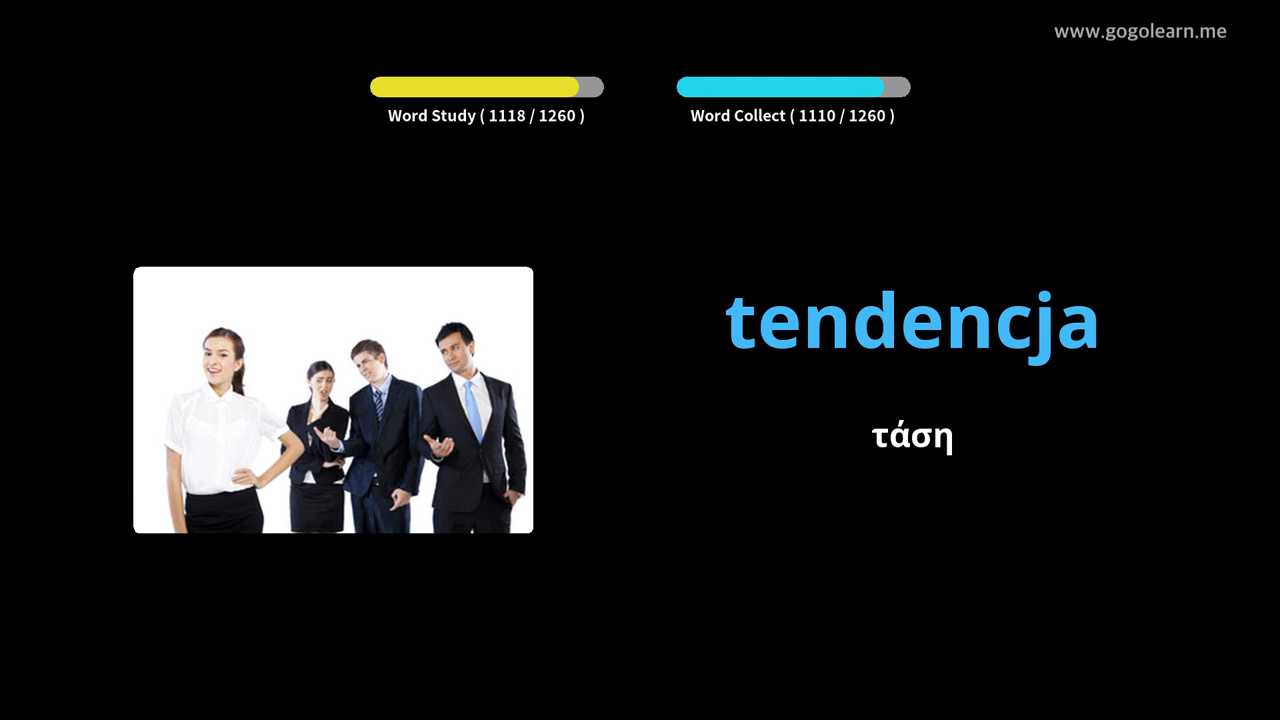 www.gogolearn.me
Word Study ( 1118 / 1260 )
Word Collect ( 1110 / 1260 )
tendencja
τάση